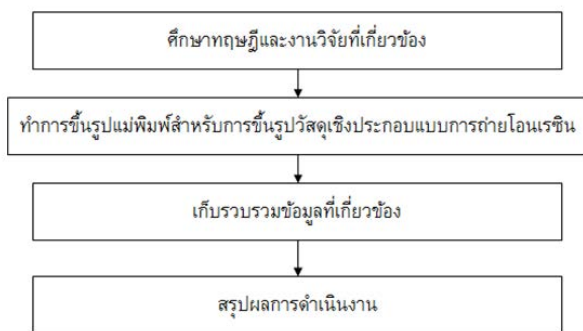 ศึกษาทฤษฎีและงานวิจัยที่เกี่ยวข้อง
ทำการขึ้นรูปแม่พิมพ์สำหรับการขึ้นรูปวัสดุเชิงประกอบแบบการถ่ายโอนเรซิน
เก็บรวบรวมข้อมูลที่เกี่ยวข้อง
สรุปผลการดำเนินงาน